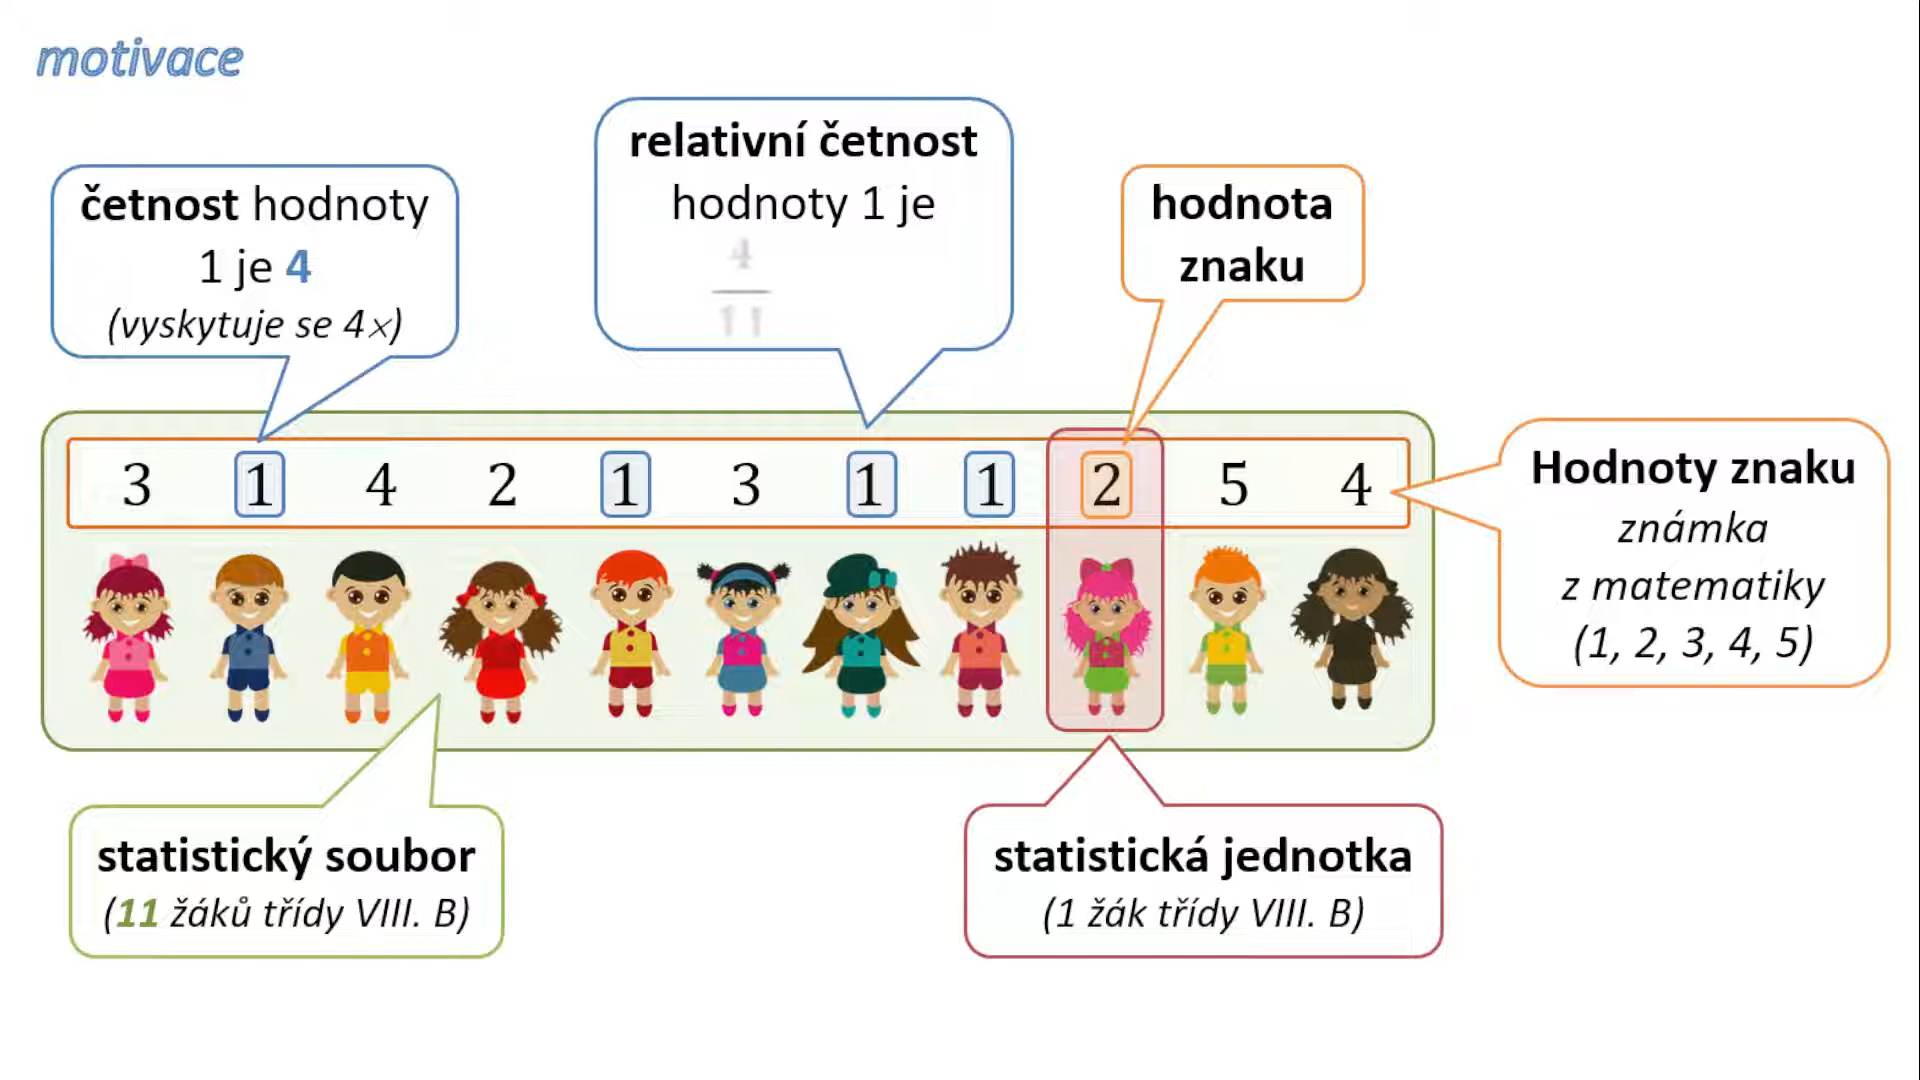 motivace
četnost hodnoty
1 je 4
(vyskytuje se 4×)
relativní četnost
hodnoty 1 je
4
11
hodnota
znaku
3 1 4 2 1 3 1 1 2 5 4
Hodnoty znaku
známka
z matematiky
(1, 2, 3, 4, 5)
statistický soubor
(11 žáků třídy VIII. B)
statistická jednotka
(1 žák třídy VIII. B)